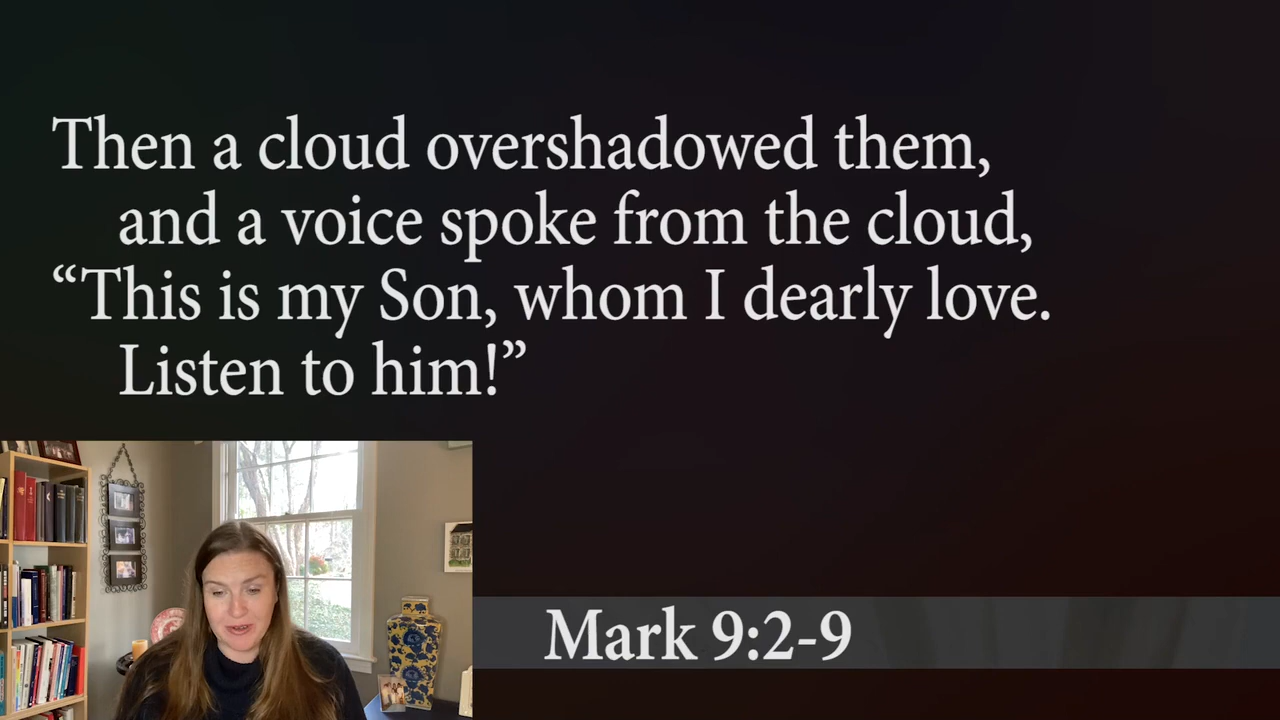 Then a cloud overshadowed them,
and a voice spoke from the cloud,
“This is my Son, whom I dearly love.
Listen to him!”
Mark 9:2-9